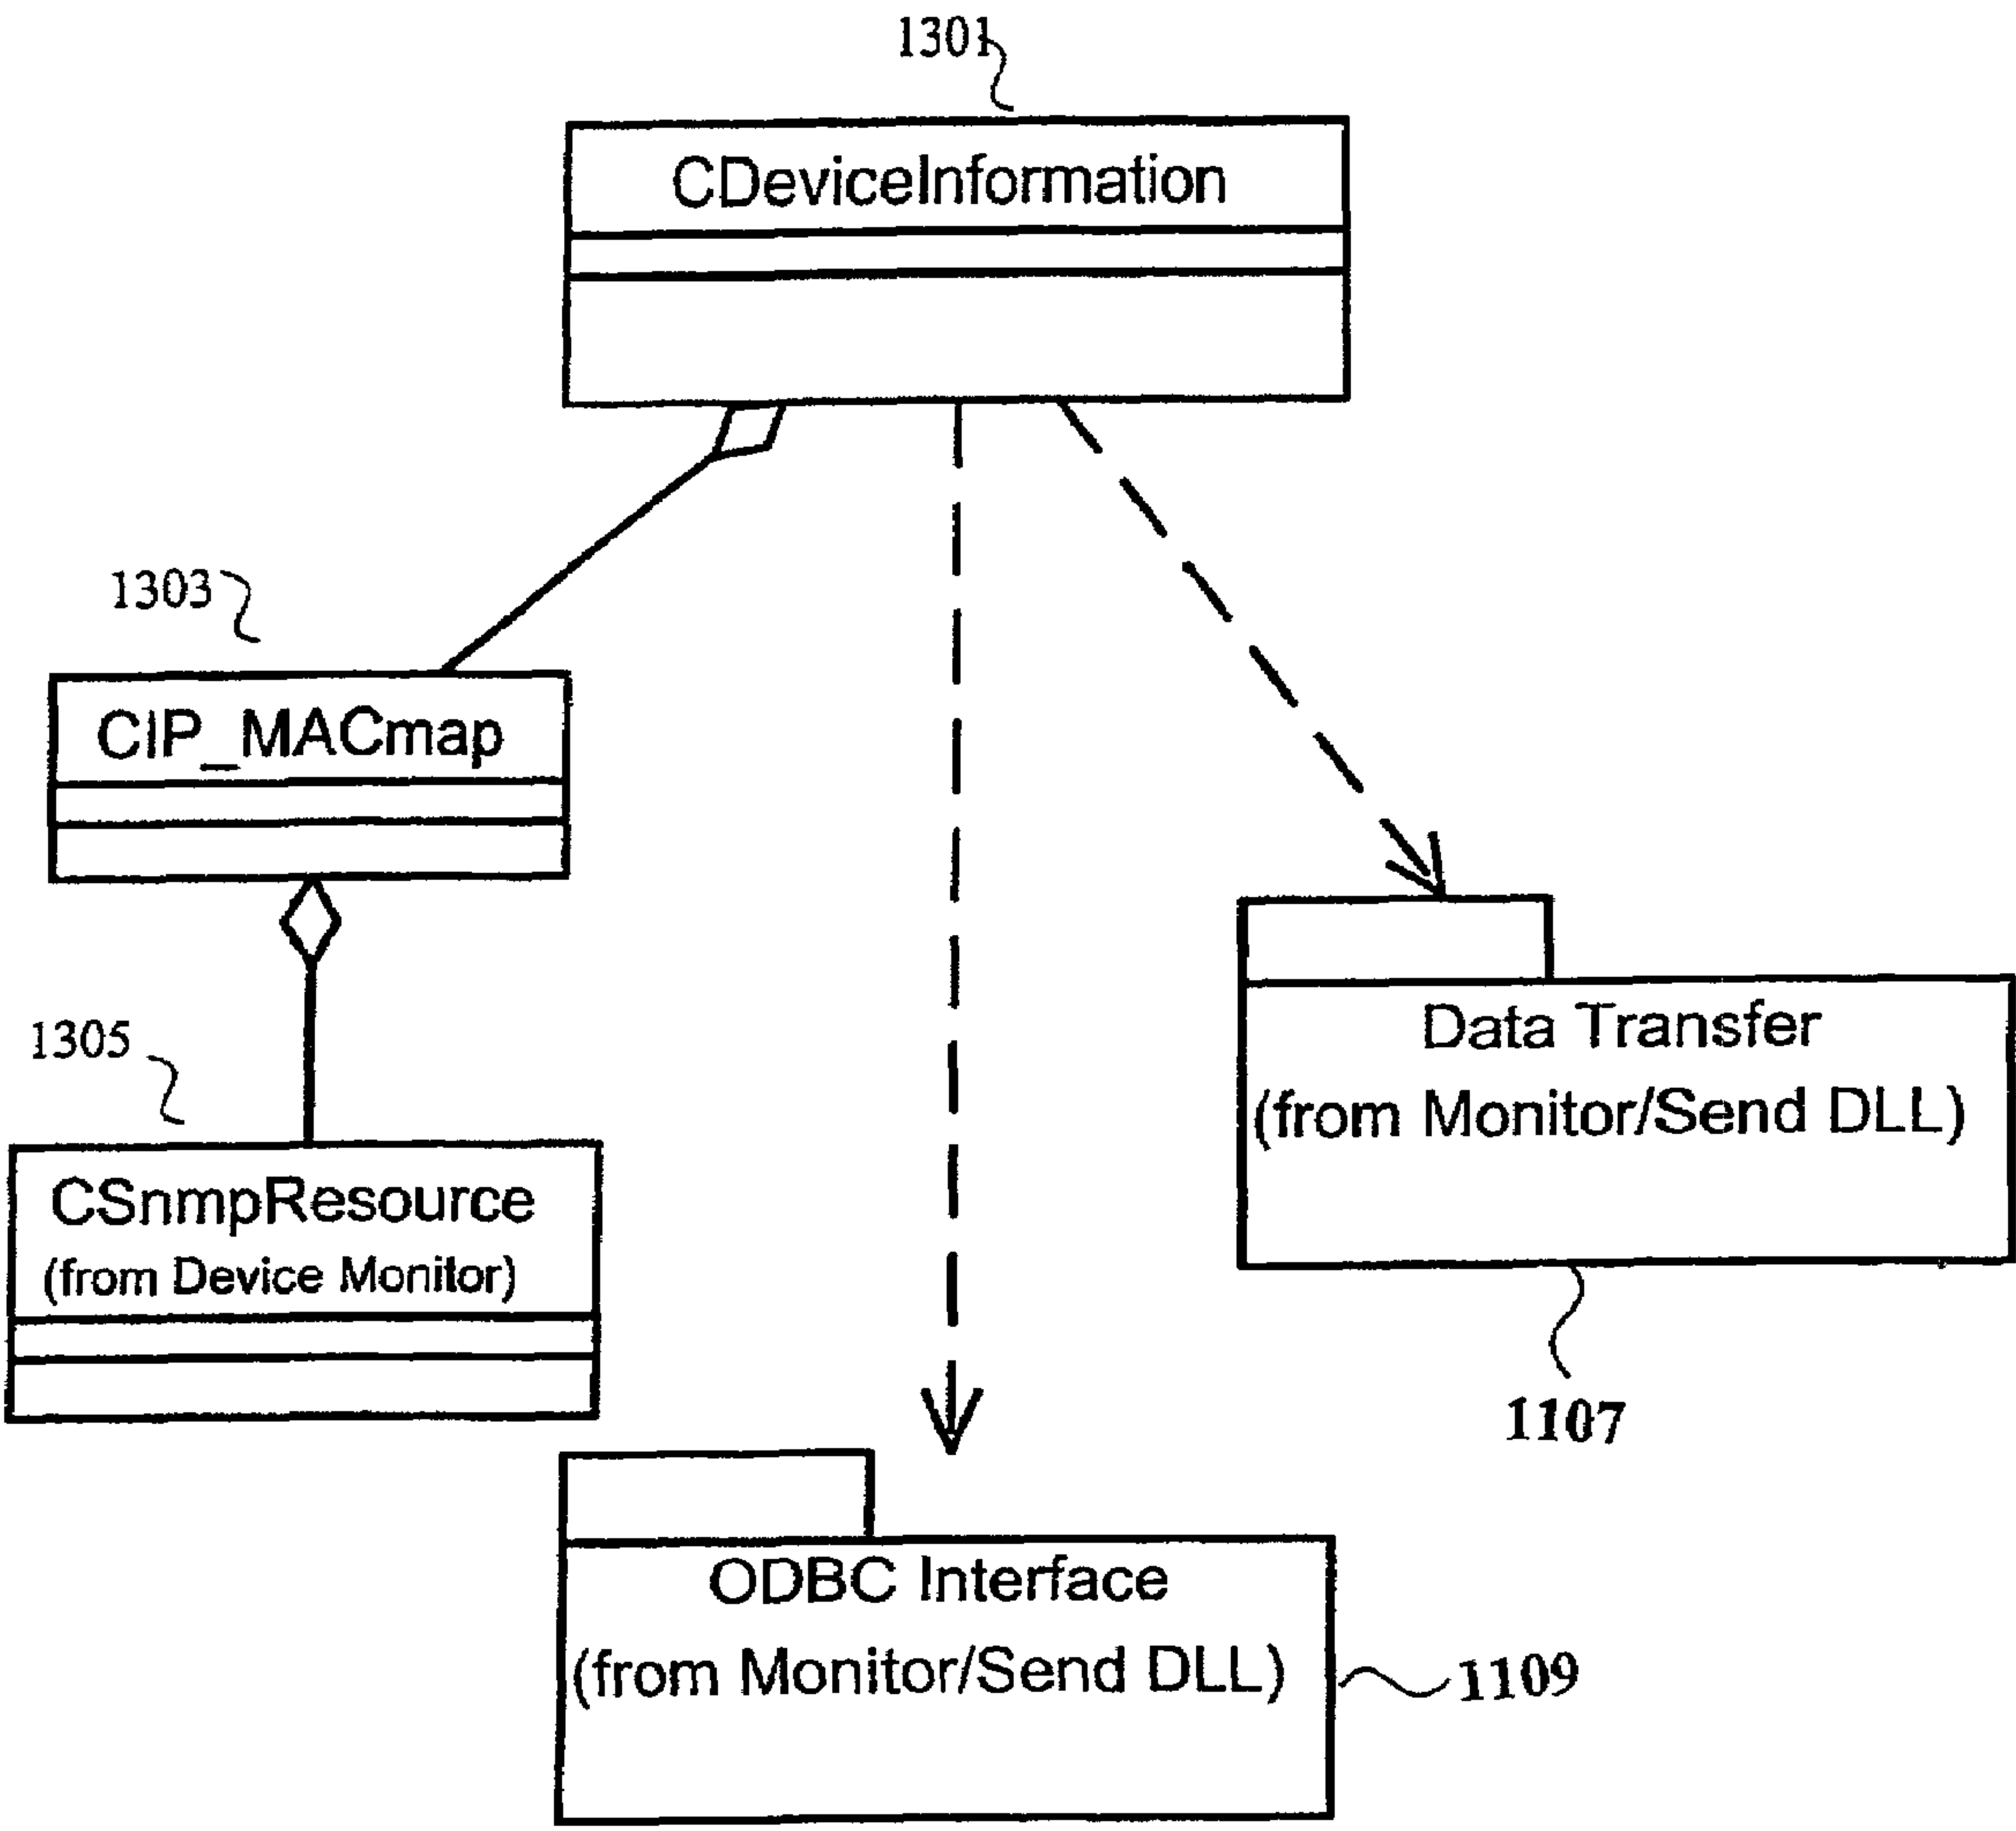 1301
CDeviceInformation
1303
CIP_MACmap
1305
CSnmpResource
(from Device Monitor)
Data Transfer
(from Monitor/Send DLL)
1107
ODBC Interface
(from Monitor/Send DLL)
1109